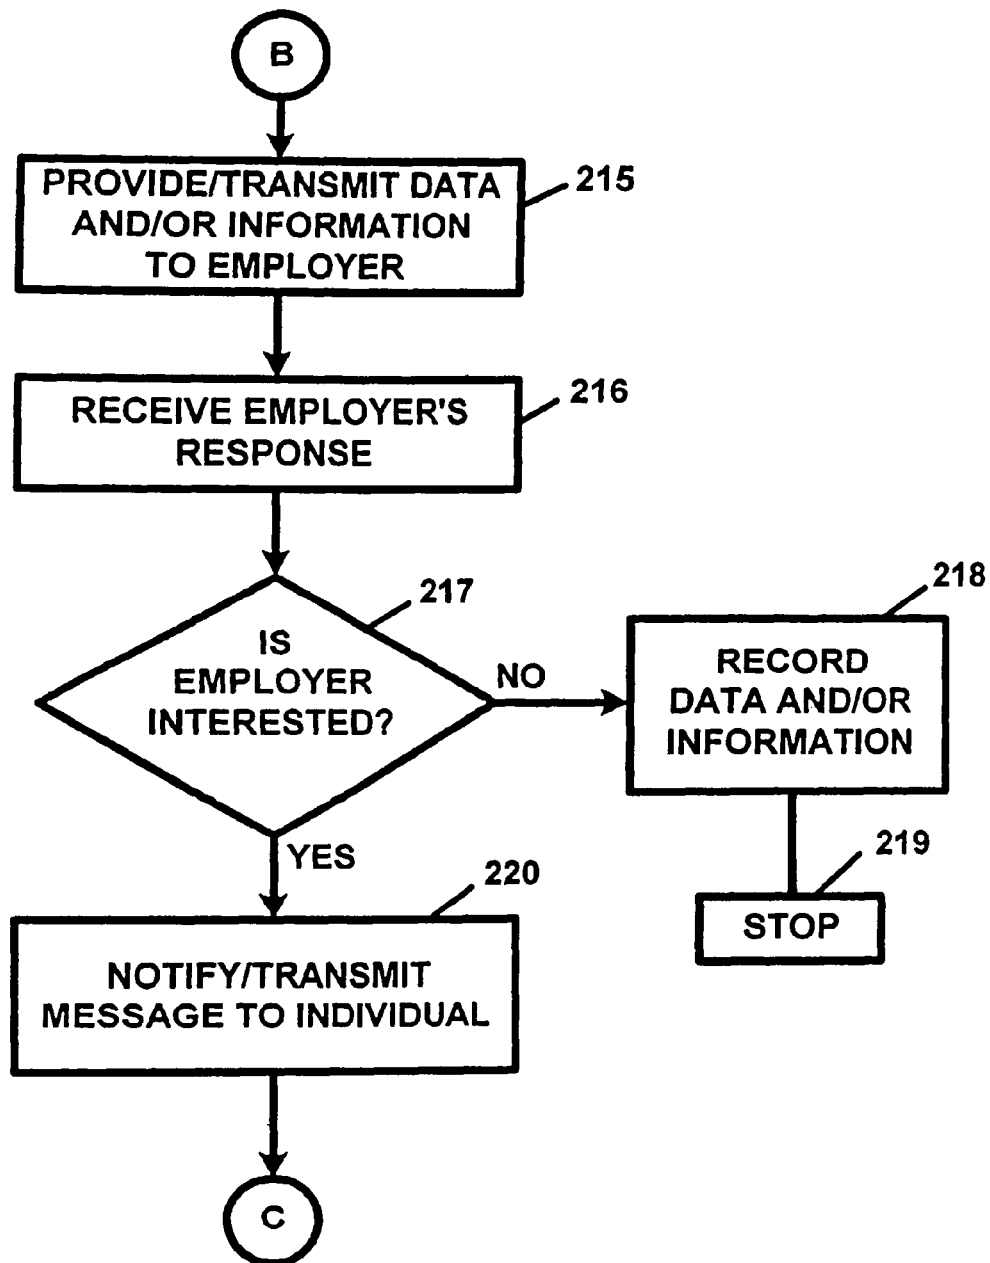 B
PROVIDE/TRANSMIT DATA
AND/OR INFORMATION
TO EMPLOYER
215
RECEIVE EMPLOYER'S
RESPONSE
216
IS
EMPLOYER
INTERESTED?
217
NO
RECORD
DATA AND/OR
INFORMATION
218
STOP
219
YES
NOTIFY/TRANSMIT
MESSAGE TO INDIVIDUAL
220
C